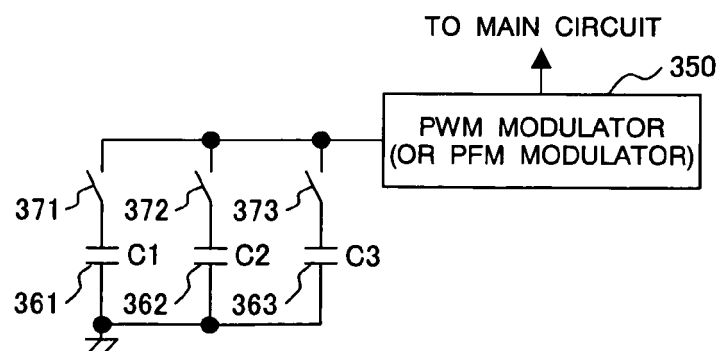 TO MAIN CIRCUIT
350
PWM MODULATOR
(OR PFM MODULATOR)
371
372
373
C1
C2
C3
361
362
363